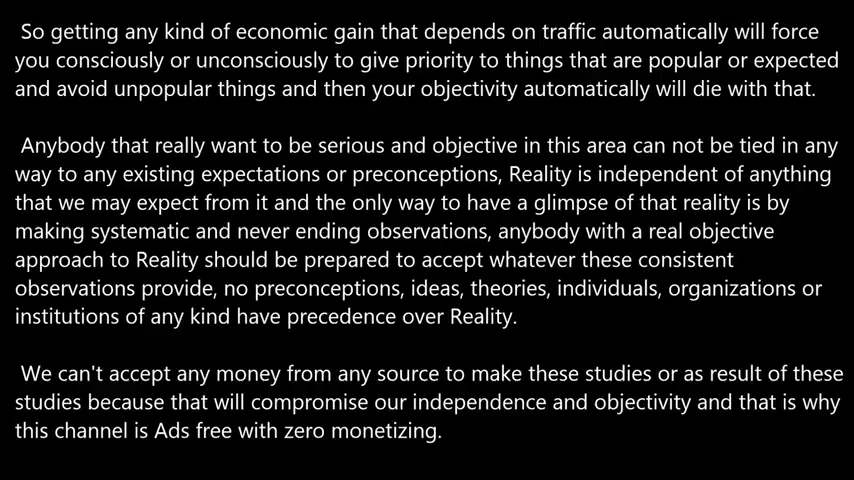 So getting any kind of economic gain that depends on traffic automatically will force
you consciously or unconsciously to give priority to things that are popular or expected
and avoid unpopular things and then your objectivity automatically will die with that.
Anybody that really want to be serious and objective in this area can not be tied in any
way to any existing expectations or preconceptions, Reality is independent of anything
that we may expect from it and the only way to have a glimpse of that reality is by
making systematic and never ending observations, anybody with a real objective
approach to Reality should be prepared to accept whatever these consistent
observations provide, no preconceptions, ideas, theories, individuals, organizations or
institutions of any kind have precedence over Reality.
We can't accept any money from any source to make these studies or as result of these
studies because that will compromise our independence and objectivity and that is why
this channel is Ads free with zero monetizing.